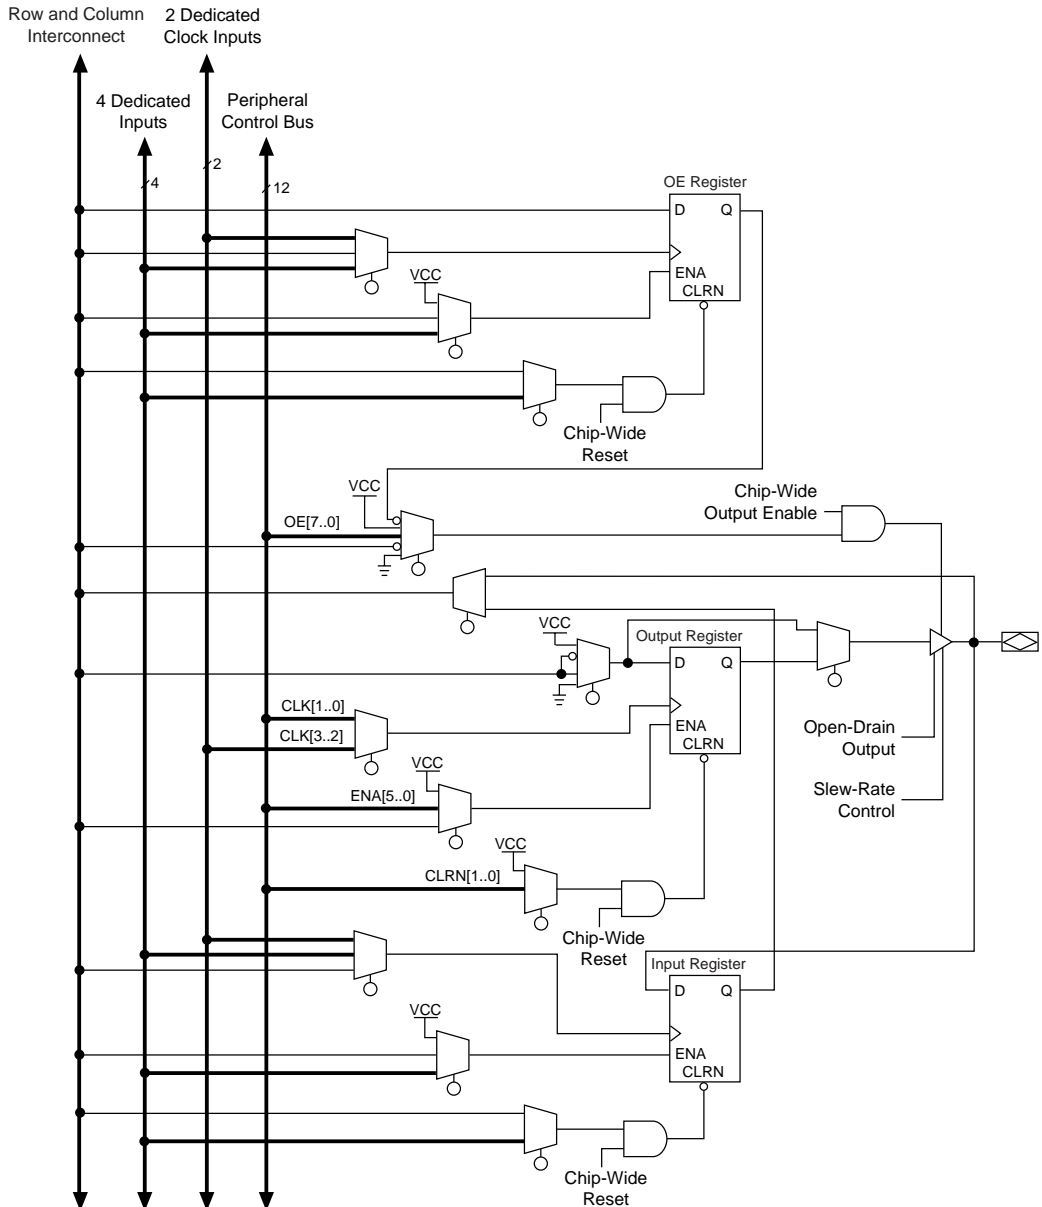 Row and Column
Interconnect
2 Dedicated
Clock Inputs
4 Dedicated
Inputs
Peripheral
Control Bus
2
4
12
OE Register
D Q
ENA
CLRN
VCC
Chip-Wide
Reset
VCC
OE[7..0]
Chip-Wide
Output Enable
VCC
Output Register
D Q
ENA
CLRN
CLK[1..0]
CLK[3..2]
VCC
ENA[5..0]
Open-Drain
Output
Slew-Rate
Control
VCC
CLRN[1..0]
Chip-Wide
Reset
Input Register
D Q
ENA
CLRN
VCC
Chip-Wide
Reset